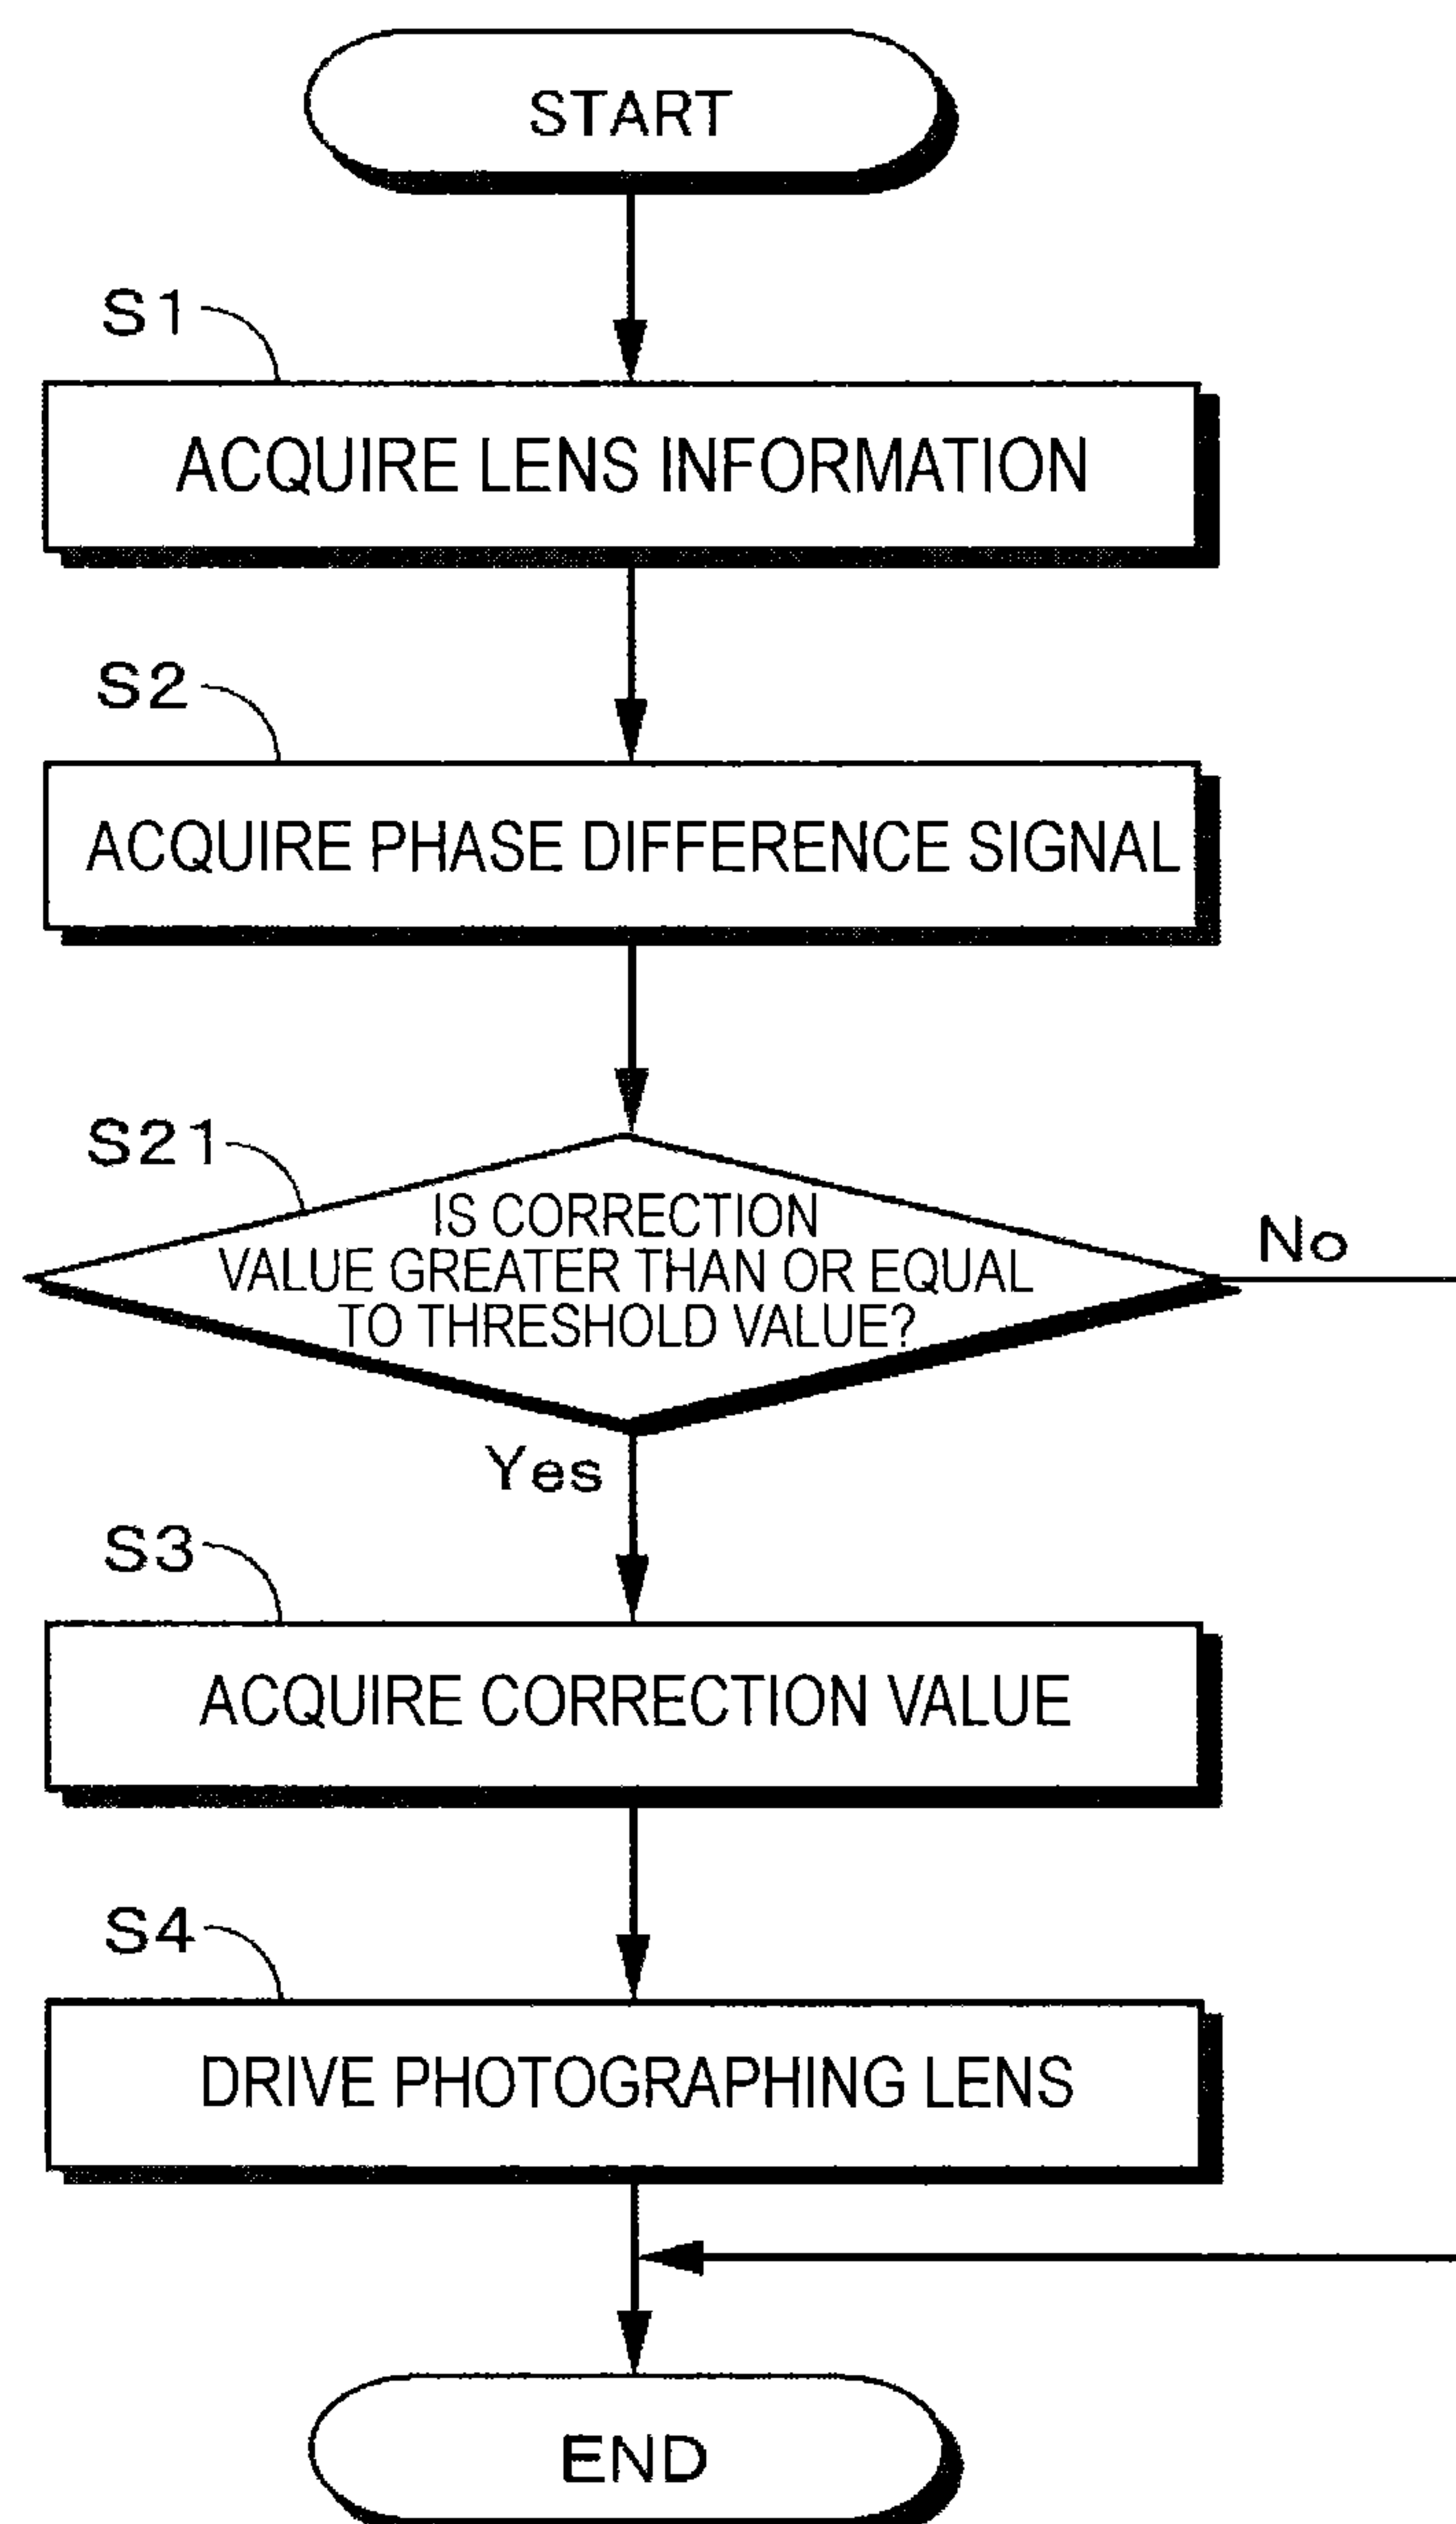 START
S1
ACQUIRE LENS INFORMATION
S2
ACQUIRE PHASE DIFFERENCE SIGNAL
S21
IS CORRECTION
VALUE GREATER THAN OR EQUAL
TO THRESHOLD VALUE?
No
Yes
S3
ACQUIRE CORRECTION VALUE
S4
DRIVE PHOTOGRAPHING LENS
END